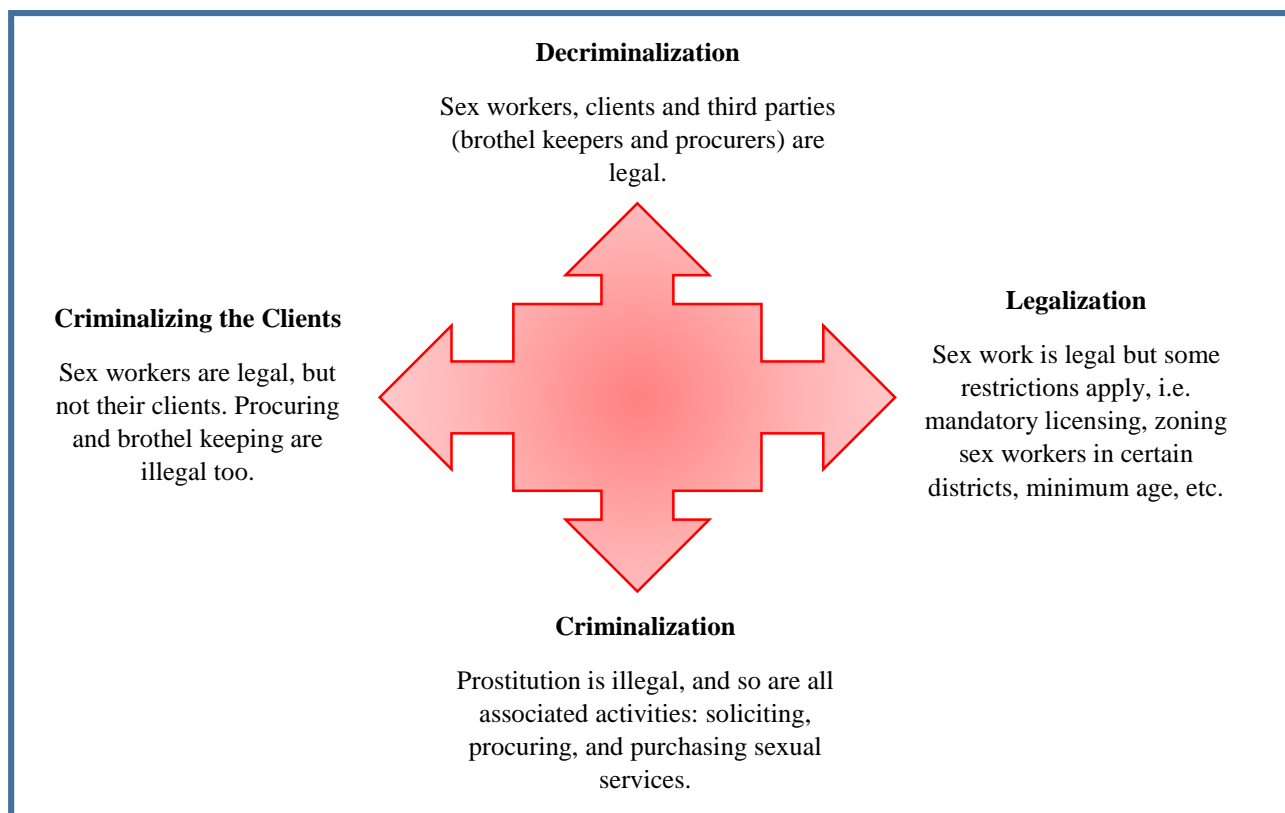 Decriminalization
Sex workers, clients and third parties
(brothel keepers and procurers) are
legal.
Criminalizing the Clients
Sex workers are legal, but
not their clients. Procuring
and brothel keeping are
illegal too.
Legalization
Sex work is legal but some
restrictions apply, i.e.
mandatory licensing, zoning
sex workers in certain
districts, minimum age, etc.
Criminalization
Prostitution is illegal, and so are all
associated activities: soliciting,
procuring, and purchasing sexual
services.